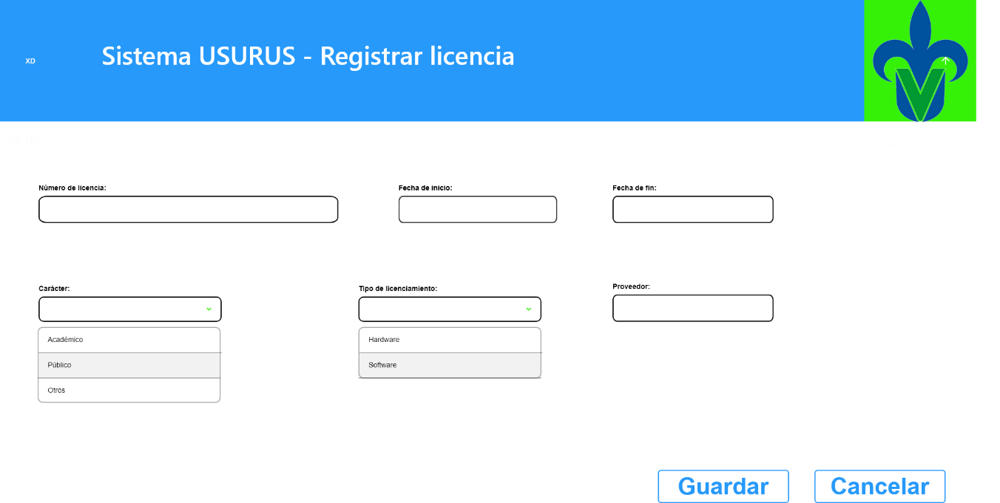 XD
Sistema USURUS - Registrar licencia
Número de licencia:
Fecha de inicio:
Fecha de fin:
Carácter:
Tipo de licenciamiento:
Proveedor:
Académico
Público
Otros
Hardware
Software
Guardar
Cancelar